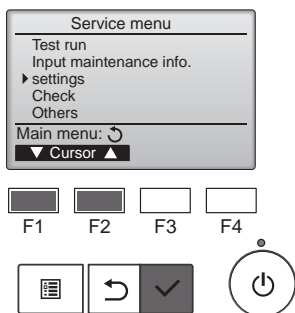 Service menu
Test run
Input maintenance info.
settings
Check
Others
Main menu:
Cursor
F1 F2 F3 F4